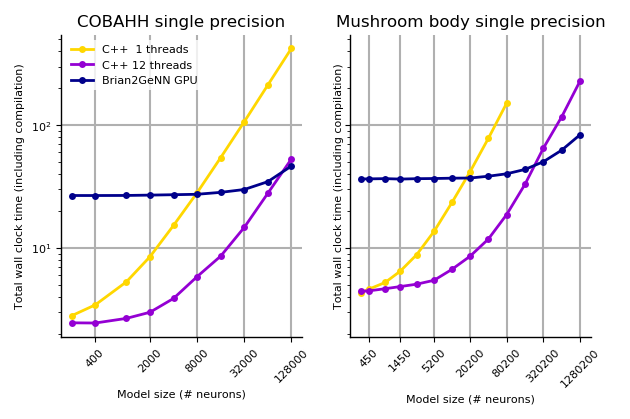 COBAHH single precision
Mushroom body single precision
C++ 1 threads
C++ 12 threads
Brian2GeNN GPU
Total wall clock time (including compilation)
10²
10¹
400
2000
8000
32000
128000
Model size (# neurons)
Total wall clock time (including compilation)
450
1450
5200
20200
80200
320200
1280200
Model size (# neurons)